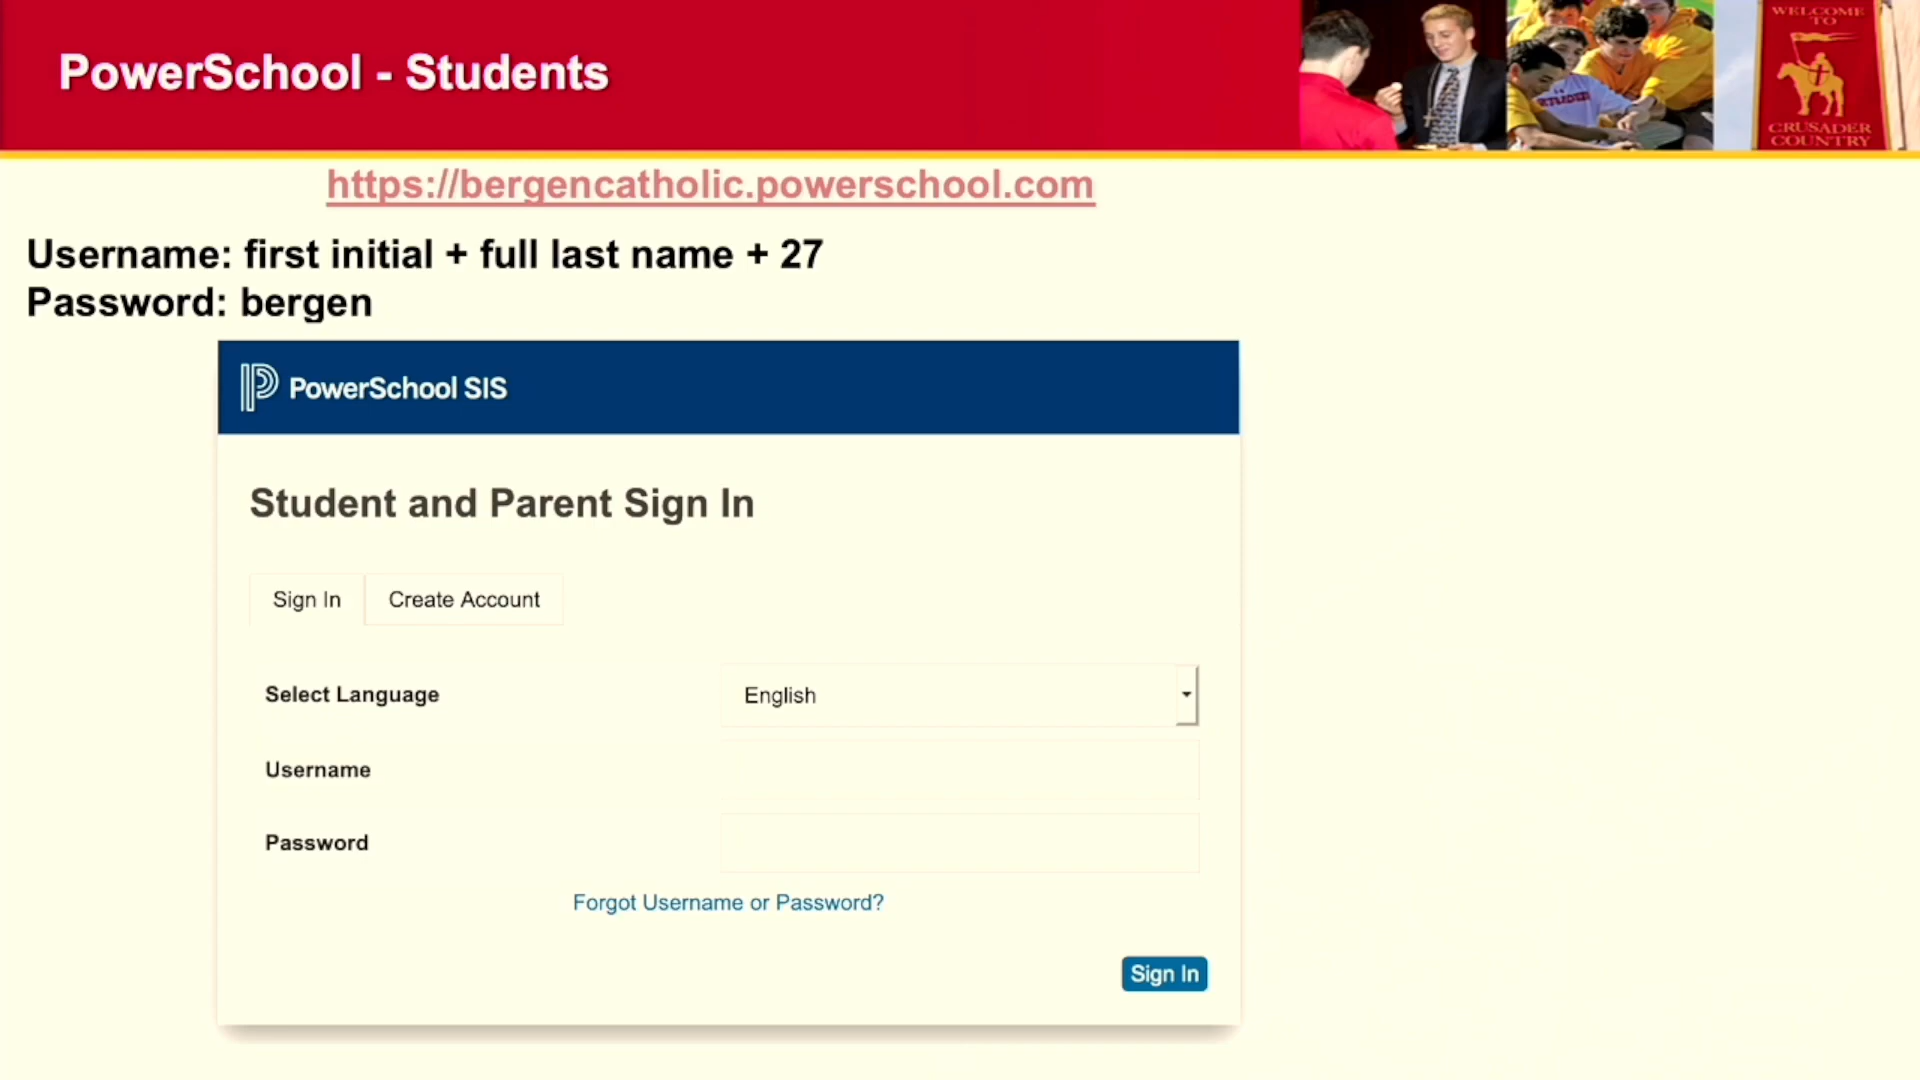 PowerSchool - Students
WELCOME
TO
CRUSADER
COUNTRY
https://bergencatholic.powerschool.com
Username: first initial + full last name + 27
Password: bergen
PowerSchool SIS
Student and Parent Sign In
Sign In
Create Account
Select Language
English
Username
Password
Forgot Username or Password?
Sign In